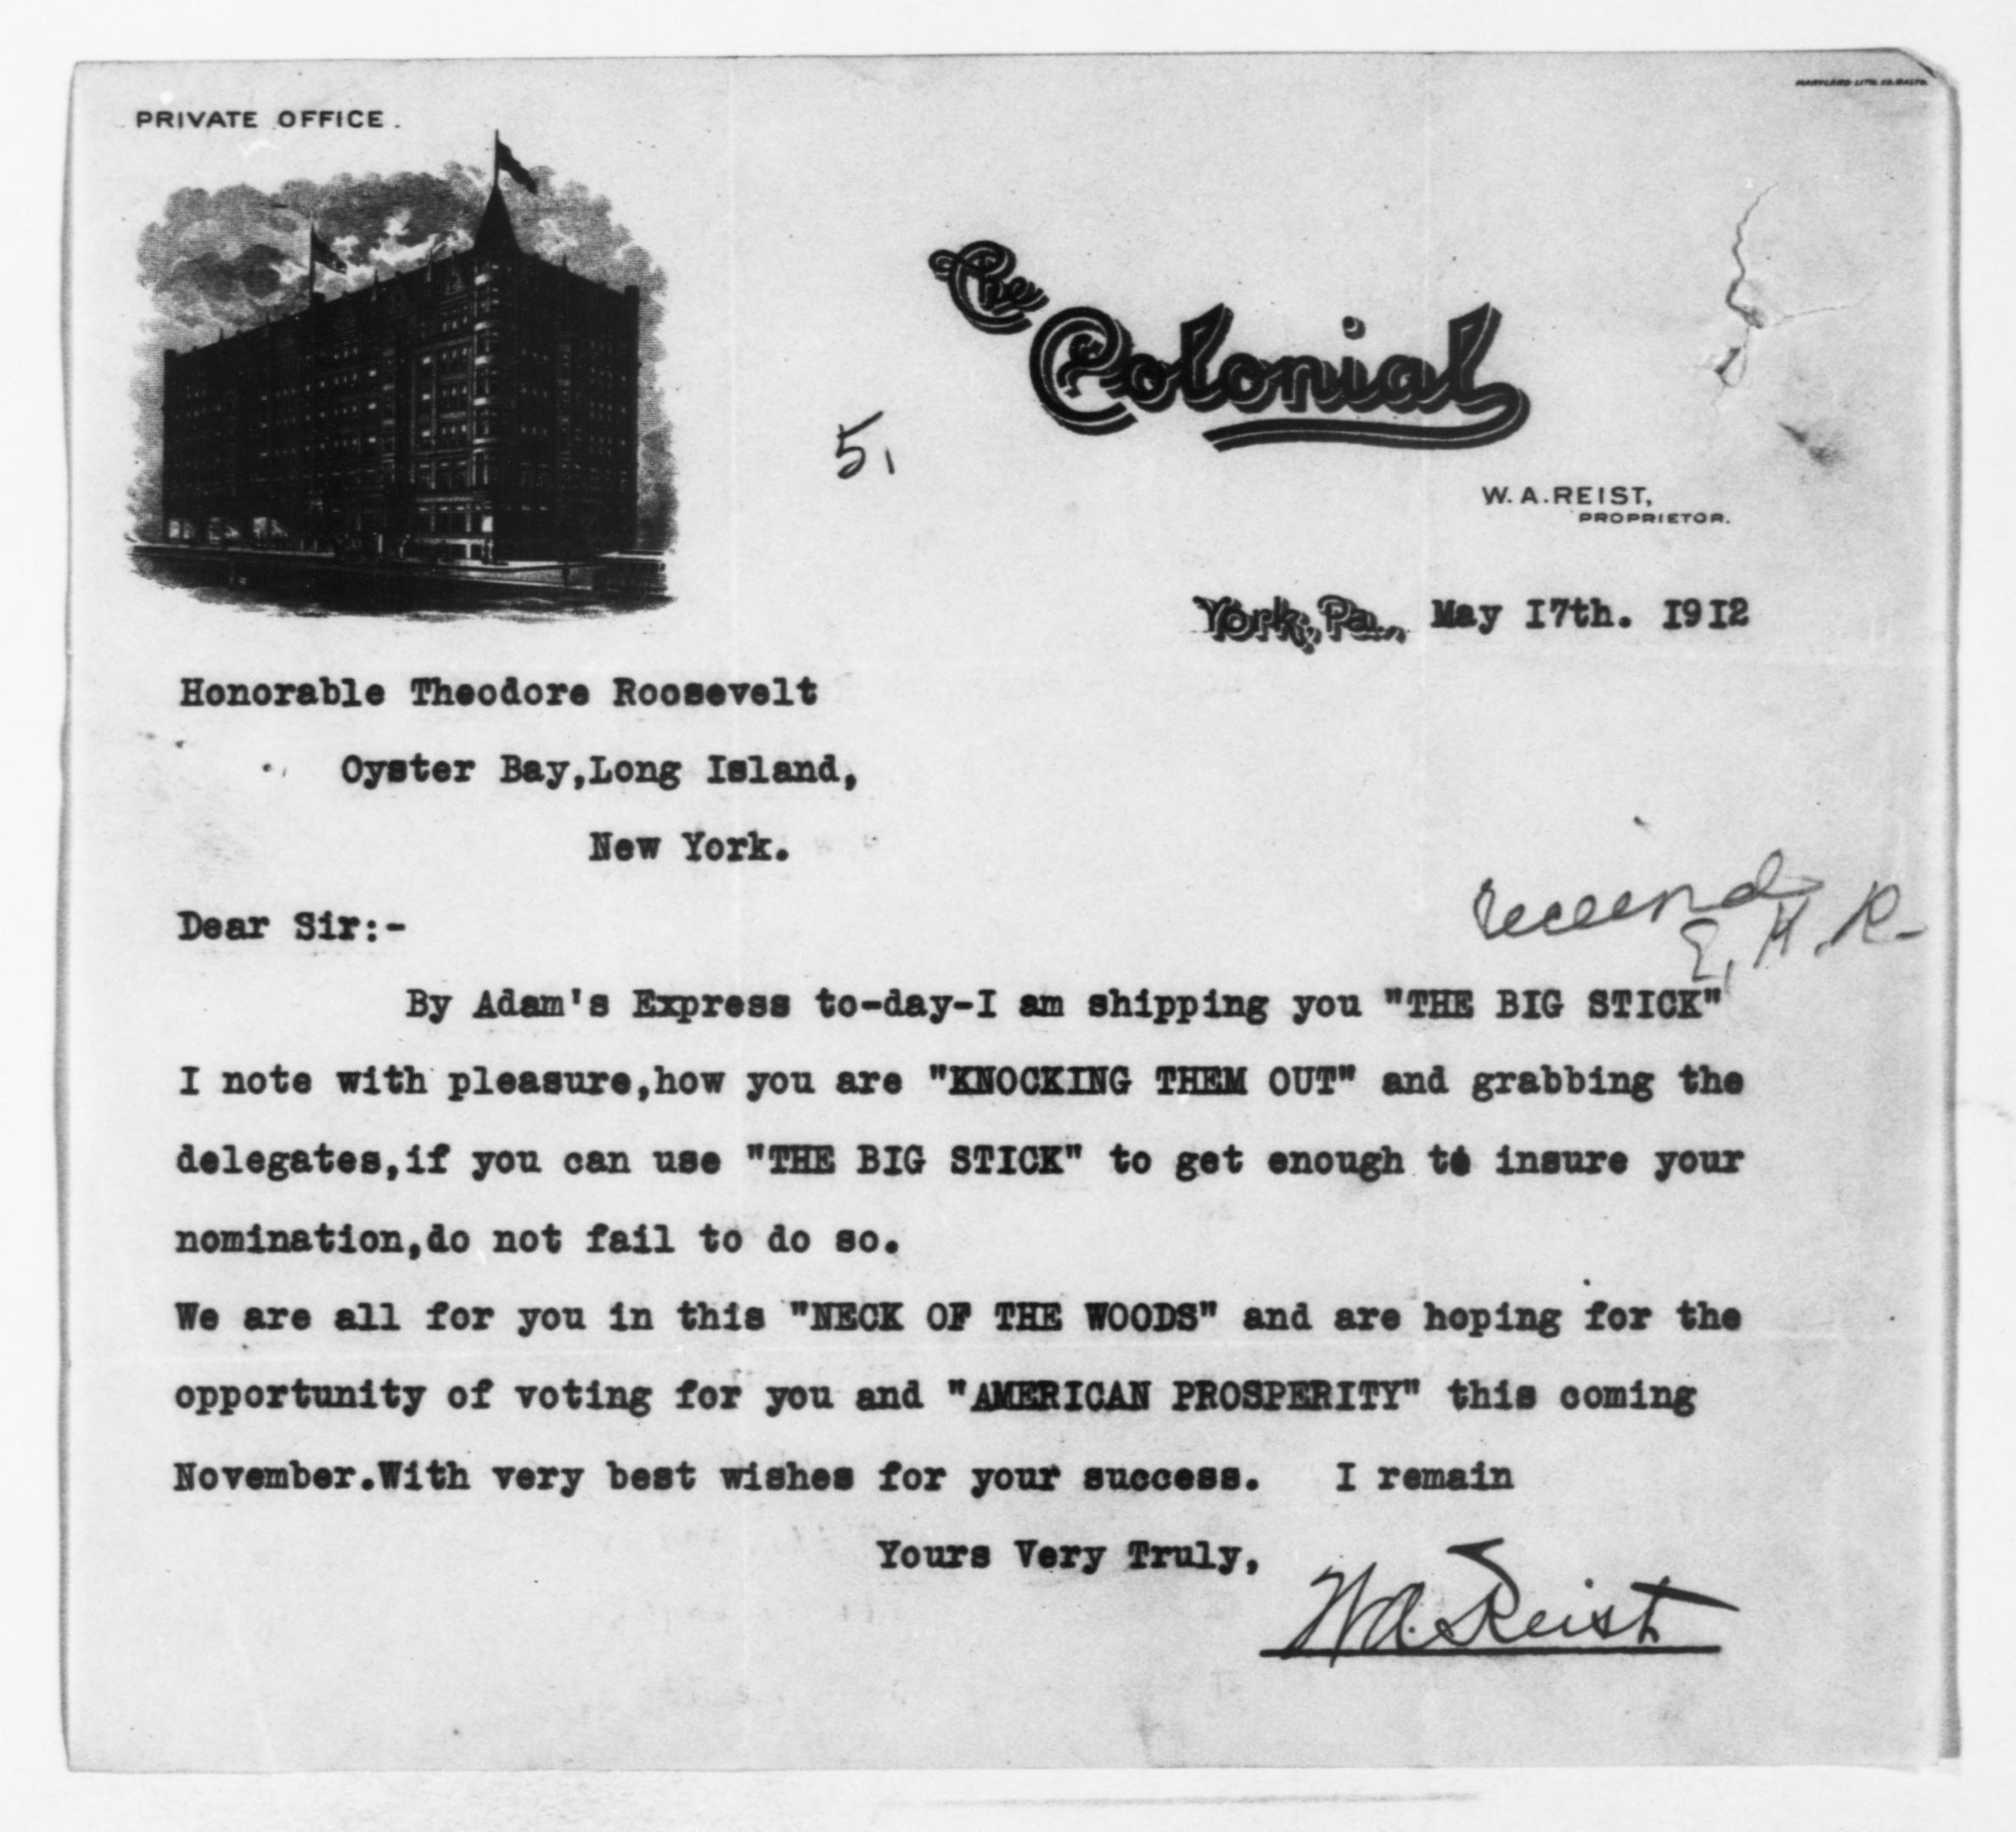 PRIVATE OFFICE.
MARYLAND LITH. CO. BALTO.
The
Colonial
5,
W. A. REIST,
PROPRIETOR.
York, Pa., May 17th. 1912
Honorable Theodore Roosevelt
Oyster Bay,Long Island,
New York.
Dear Sir:-
E. H. R.
By Adam's Express to-day-I am shipping you "THE BIG STICK"
I note with pleasure,how you are "KNOCKING THEM OUT" and grabbing the
delegates,if you can use "THE BIG STICK" to get enough to insure your
nomination,do not fail to do so.
We are all for you in this "NECK OF THE WOODS" and are hoping for the
opportunity of voting for you and "AMERICAN PROSPERITY" this coming
November.With very best wishes for your success. I remain
Yours Very Truly,
W.A. Reist